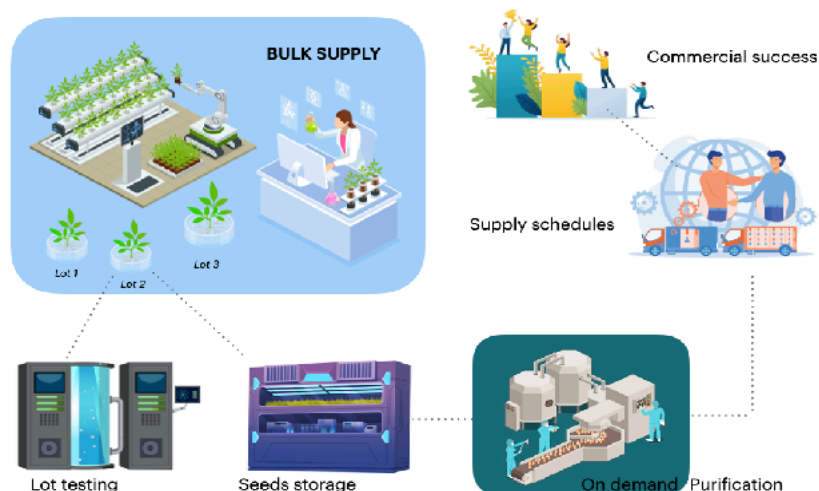 BULK SUPPLY
Commercial success
Supply schedules
Lot 1
Lot 2
Lot 3
Lot testing
Seeds storage
On demand Purification